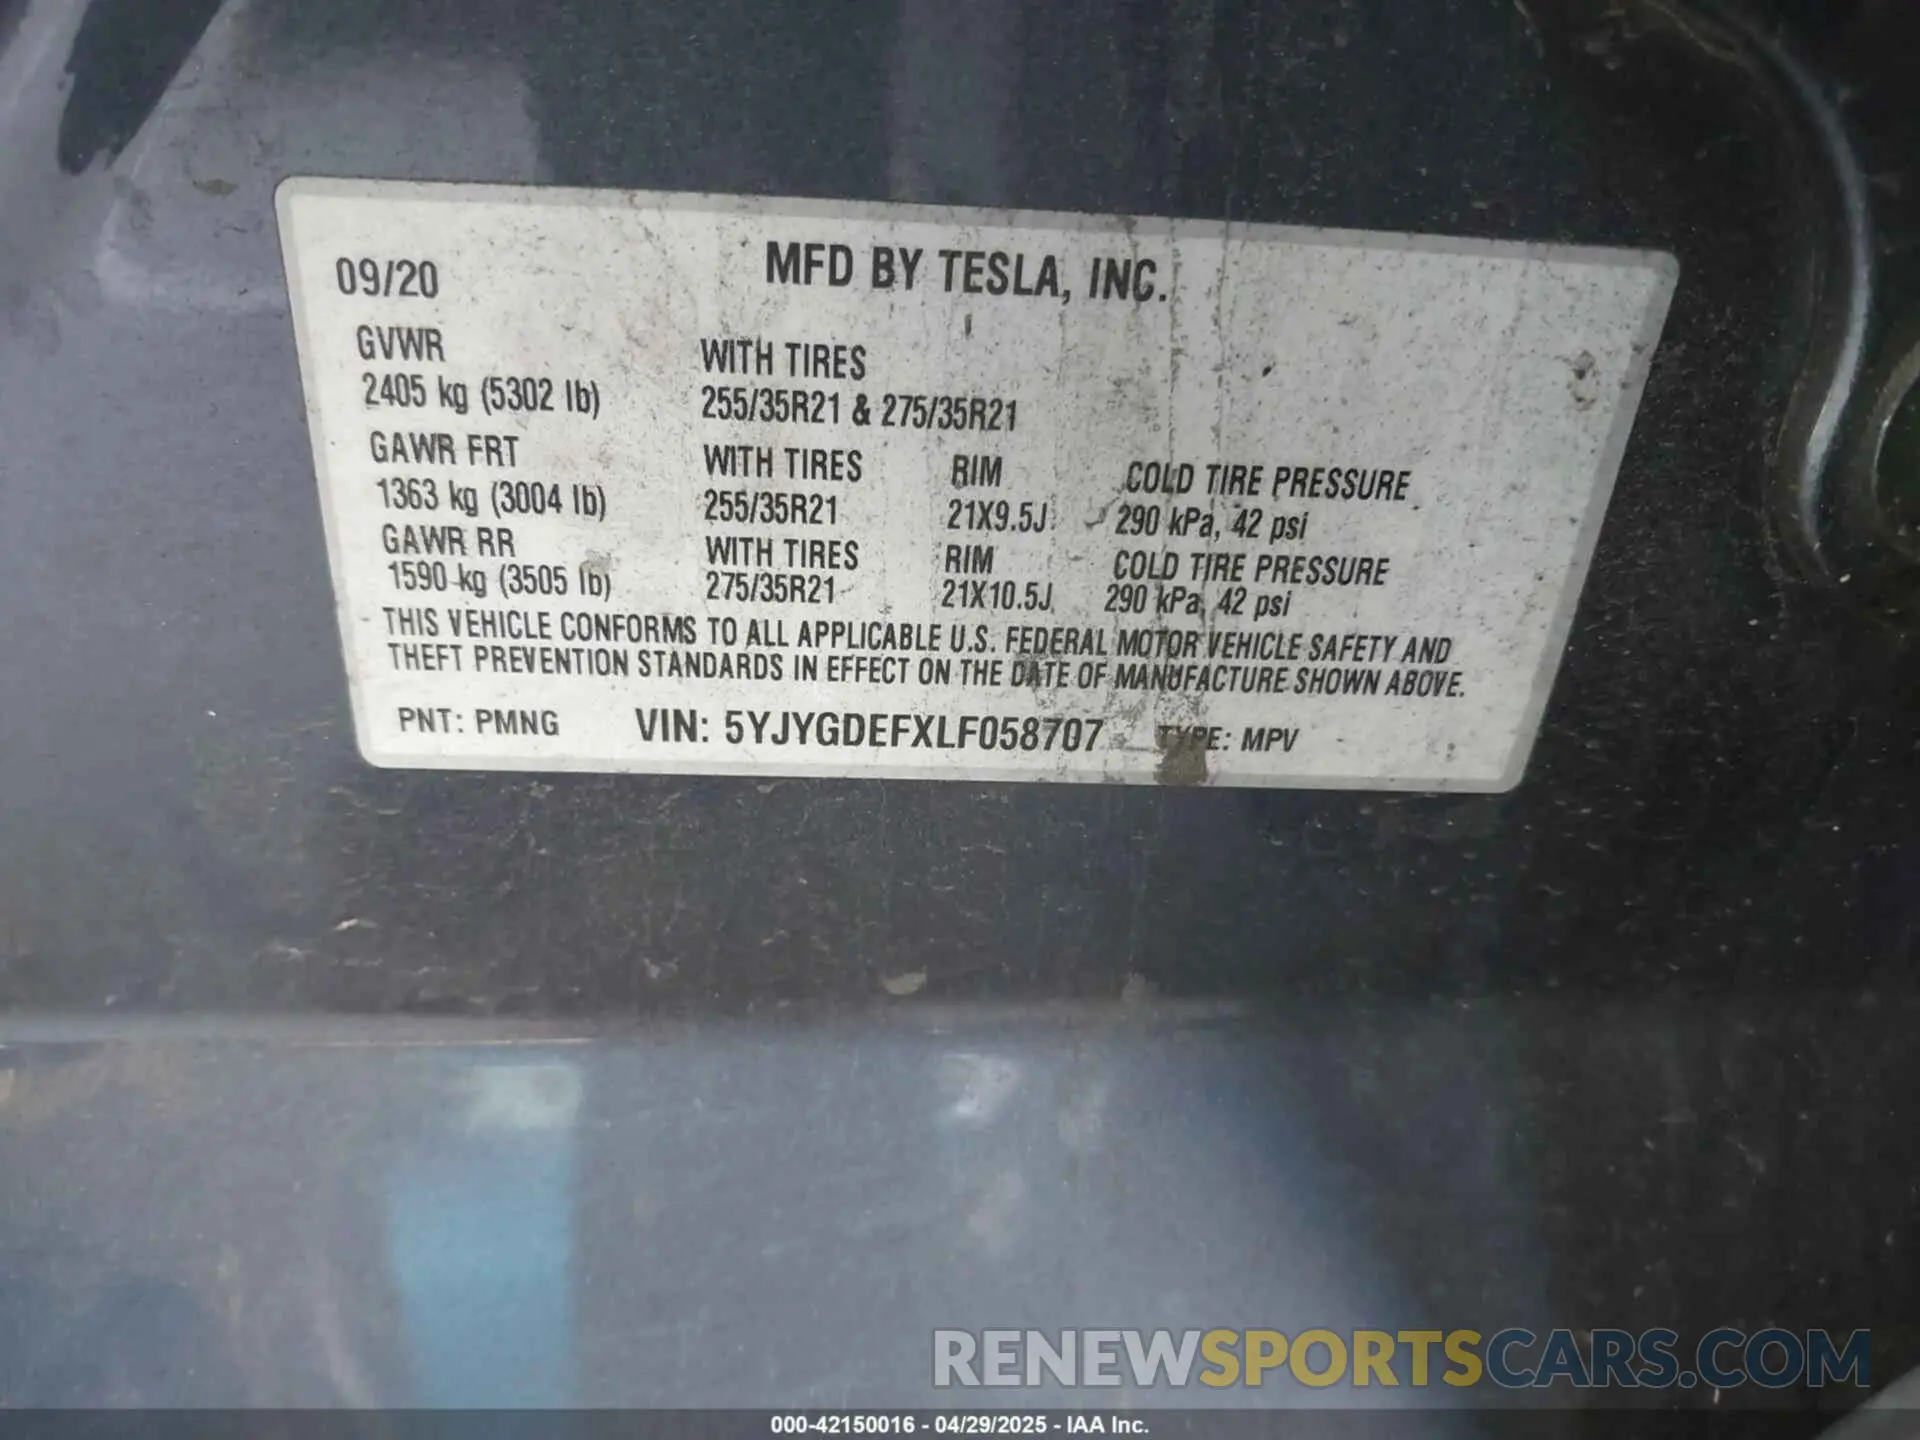 09/20 MFD BY TESLA, INC.
GVWR WITH TIRES
2405 kg (5302 lb) 255/35R21 & 275/35R21
GAWR FRT WITH TIRES RIM COLD TIRE PRESSURE
1363 kg (3004 lb) 255/35R21 21X9.5J 290 kPa, 42 psi
GAWR RR WITH TIRES RIM COLD TIRE PRESSURE
1590 kg (3505 lb) 275/35R21 21X10.5J 290 kPa, 42 psi
THIS VEHICLE CONFORMS TO ALL APPLICABLE U.S. FEDERAL MOTOR VEHICLE SAFETY AND
THEFT PREVENTION STANDARDS IN EFFECT ON THE DATE OF MANUFACTURE SHOWN ABOVE.
PNT: PMNG VIN: 5YJYGDEFXLF058707 TYPE: MPV
RENEWSPORTSCARS.COM
000-42150016 - 04/29/2025 - IAA Inc.